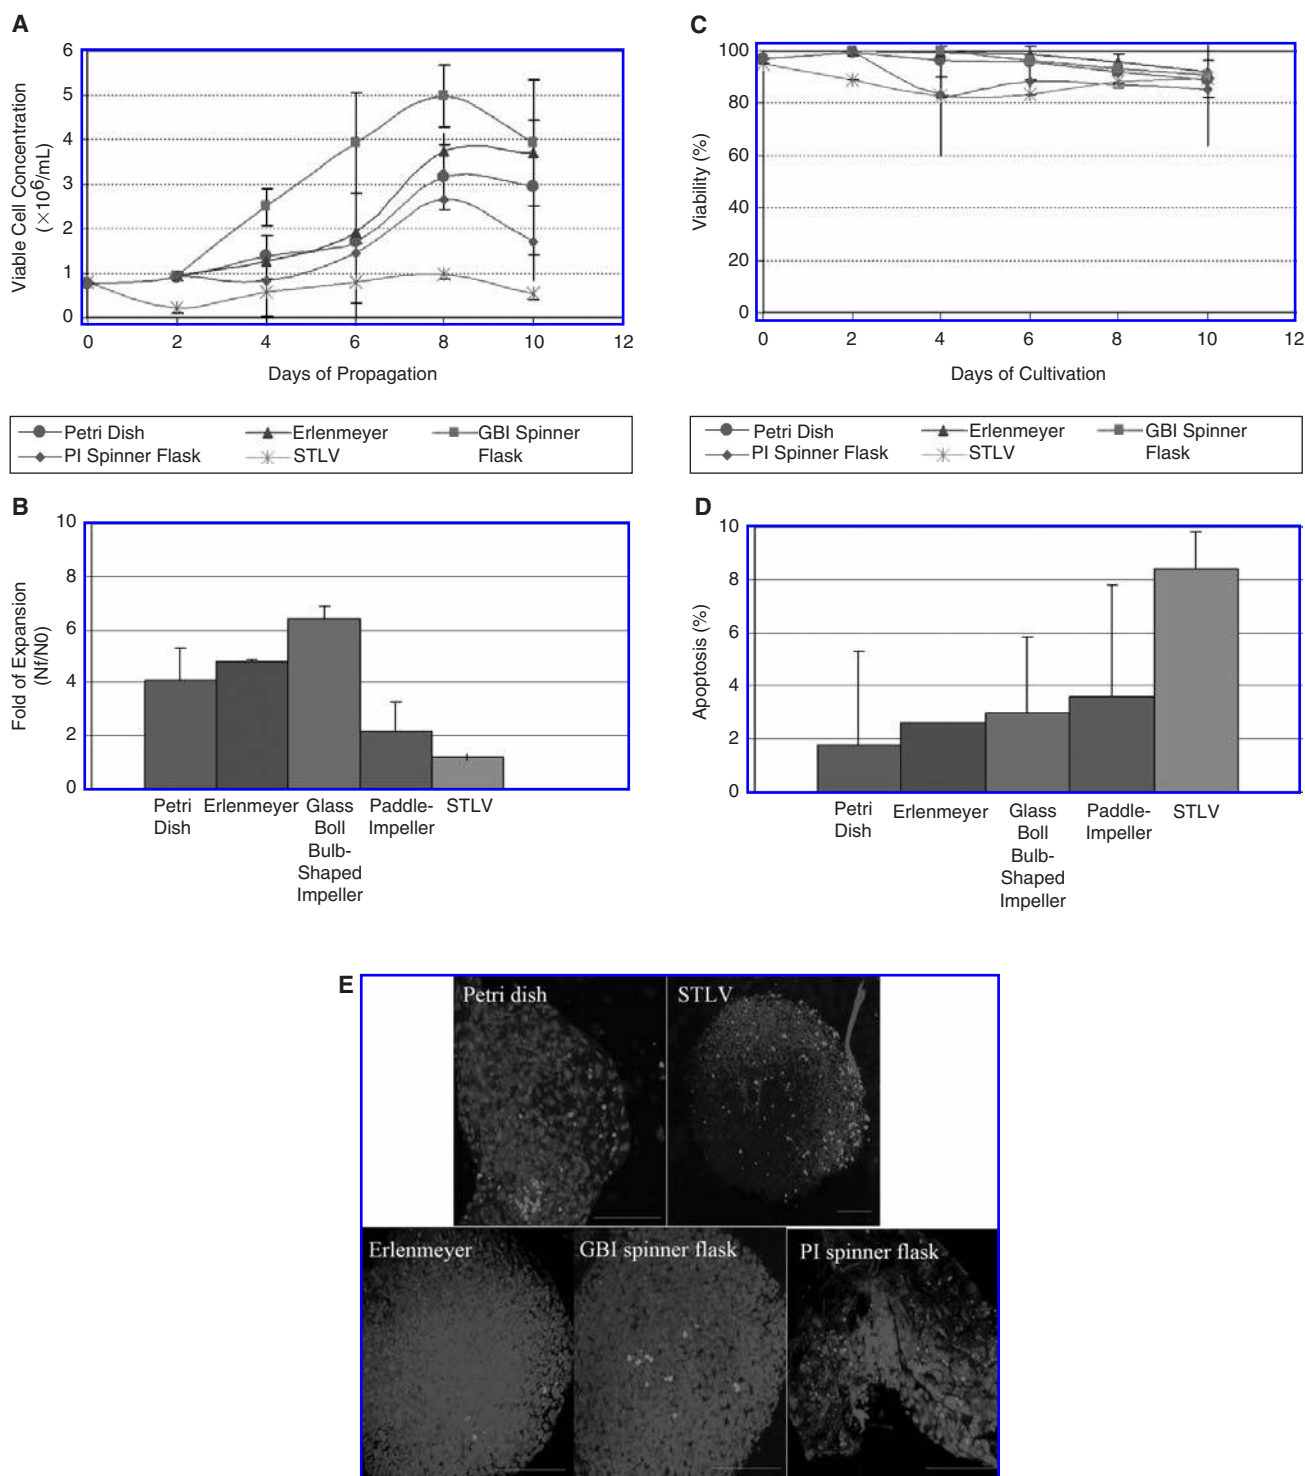 A
6
5
4
3
2
1
0
0 2 4 6 8 10 12
Viable Cell Concentration
(×10⁶/mL)
Days of Propagation
Petri Dish
Erlenmeyer
GBI Spinner
Flask
PI Spinner Flask
STLV
C
100
80
60
40
20
0
0 2 4 6 8 10 12
Viability (%)
Days of Cultivation
Petri Dish
Erlenmeyer
GBI Spinner
Flask
PI Spinner Flask
STLV
B
10
8
6
4
2
0
Fold of Expansion
(Nf/N0)
Petri
Dish
Erlenmeyer
Glass
Boll
Bulb-
Shaped
Impeller
Paddle-
Impeller
STLV
D
10
8
6
4
2
0
Apoptosis (%)
Petri
Dish
Erlenmeyer
Glass
Boll
Bulb-
Shaped
Impeller
Paddle-
Impeller
STLV
E
Petri dish
STLV
Erlenmeyer
GBI spinner flask
PI spinner flask